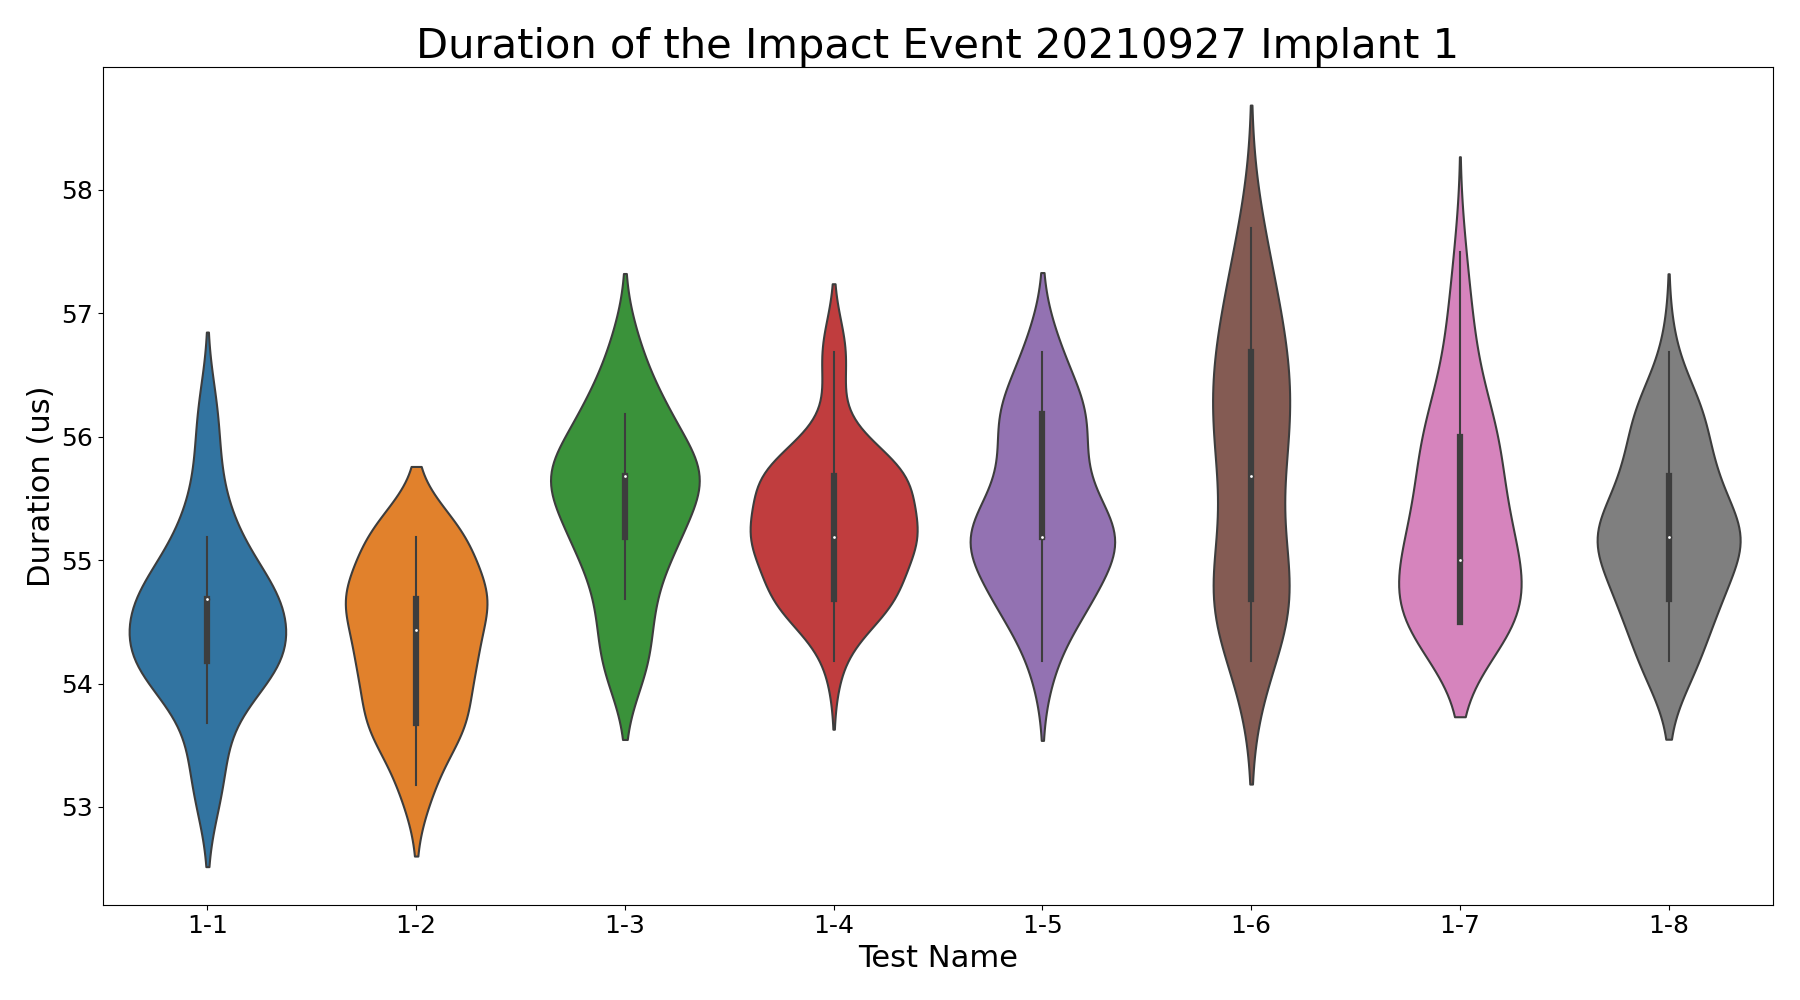 Duration of the Impact Event 20210927 Implant 1
Duration (us)
58
57
56
55
54
53
1-1 1-2 1-3 1-4 1-5 1-6 1-7 1-8
Test Name